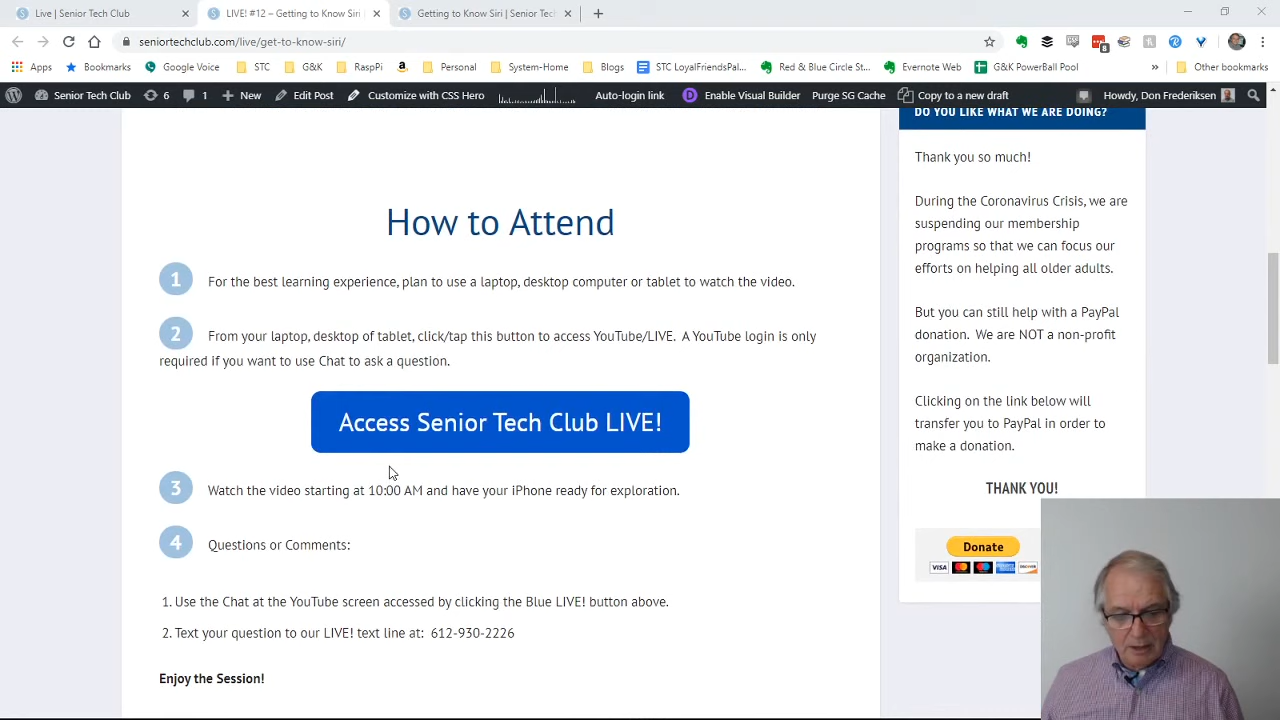 Live | Senior Tech Club
LIVE! #12 – Getting to Know Siri
Getting to Know Siri | Senior Tec
seniortechclub.com/live/get-to-know-siri/
Apps Bookmarks Google Voice STC G&K RaspPi Personal System-Home Blogs STC LoyalFriendsPal... Red & Blue Circle St... Evernote Web G&K PowerBall Pool » Other bookmarks
Senior Tech Club 6 1 New Edit Post Customize with CSS Hero Auto-login link Enable Visual Builder Purge SG Cache Copy to a new draft Howdy, Don Frederiksen
How to Attend
1 For the best learning experience, plan to use a laptop, desktop computer or tablet to watch the video.
2 From your laptop, desktop of tablet, click/tap this button to access YouTube/LIVE. A YouTube login is only
required if you want to use Chat to ask a question.
Access Senior Tech Club LIVE!
3 Watch the video starting at 10:00 AM and have your iPhone ready for exploration.
4 Questions or Comments:
1. Use the Chat at the YouTube screen accessed by clicking the Blue LIVE! button above.
2. Text your question to our LIVE! text line at: 612-930-2226
Enjoy the Session!
DO YOU LIKE WHAT WE ARE DOING?
Thank you so much!
During the Coronavirus Crisis, we are
suspending our membership
programs so that we can focus our
efforts on helping all older adults.
But you can still help with a PayPal
donation. We are NOT a non-profit
organization.
Clicking on the link below will
transfer you to PayPal in order to
make a donation.
THANK YOU!
Donate
VISA